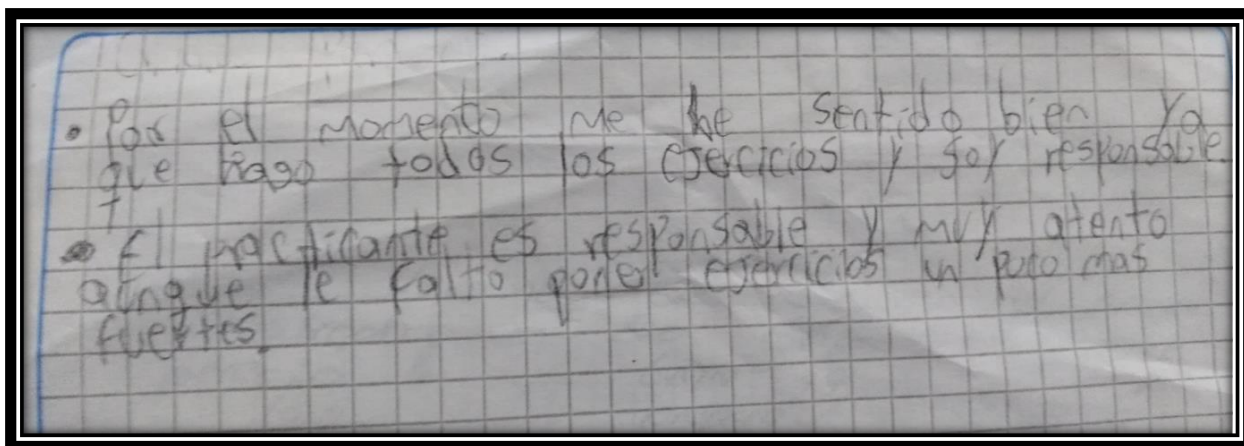 • Por el momento me he sentido bien ya
que hago todos los ejercicios y soy responsable.
• El practicante es responsable y muy atento
aunque le falto poner ejercicios un poco mas
fuertes.